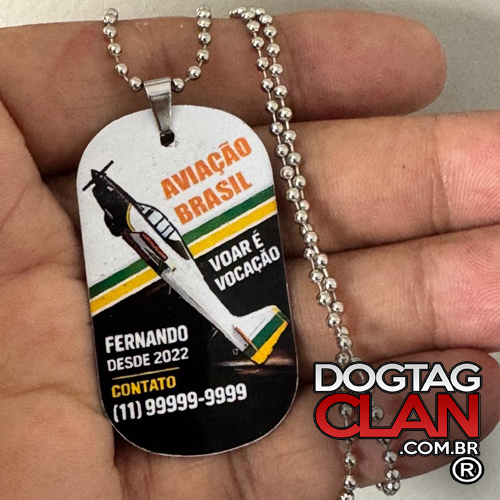 AVIAÇÃO
BRASIL
VOAR É
VOCAÇÃO
FERNANDO
DESDE 2022
CONTATO
(11) 99999-9999
DOGTAG
CLAN
.COM.BR
®